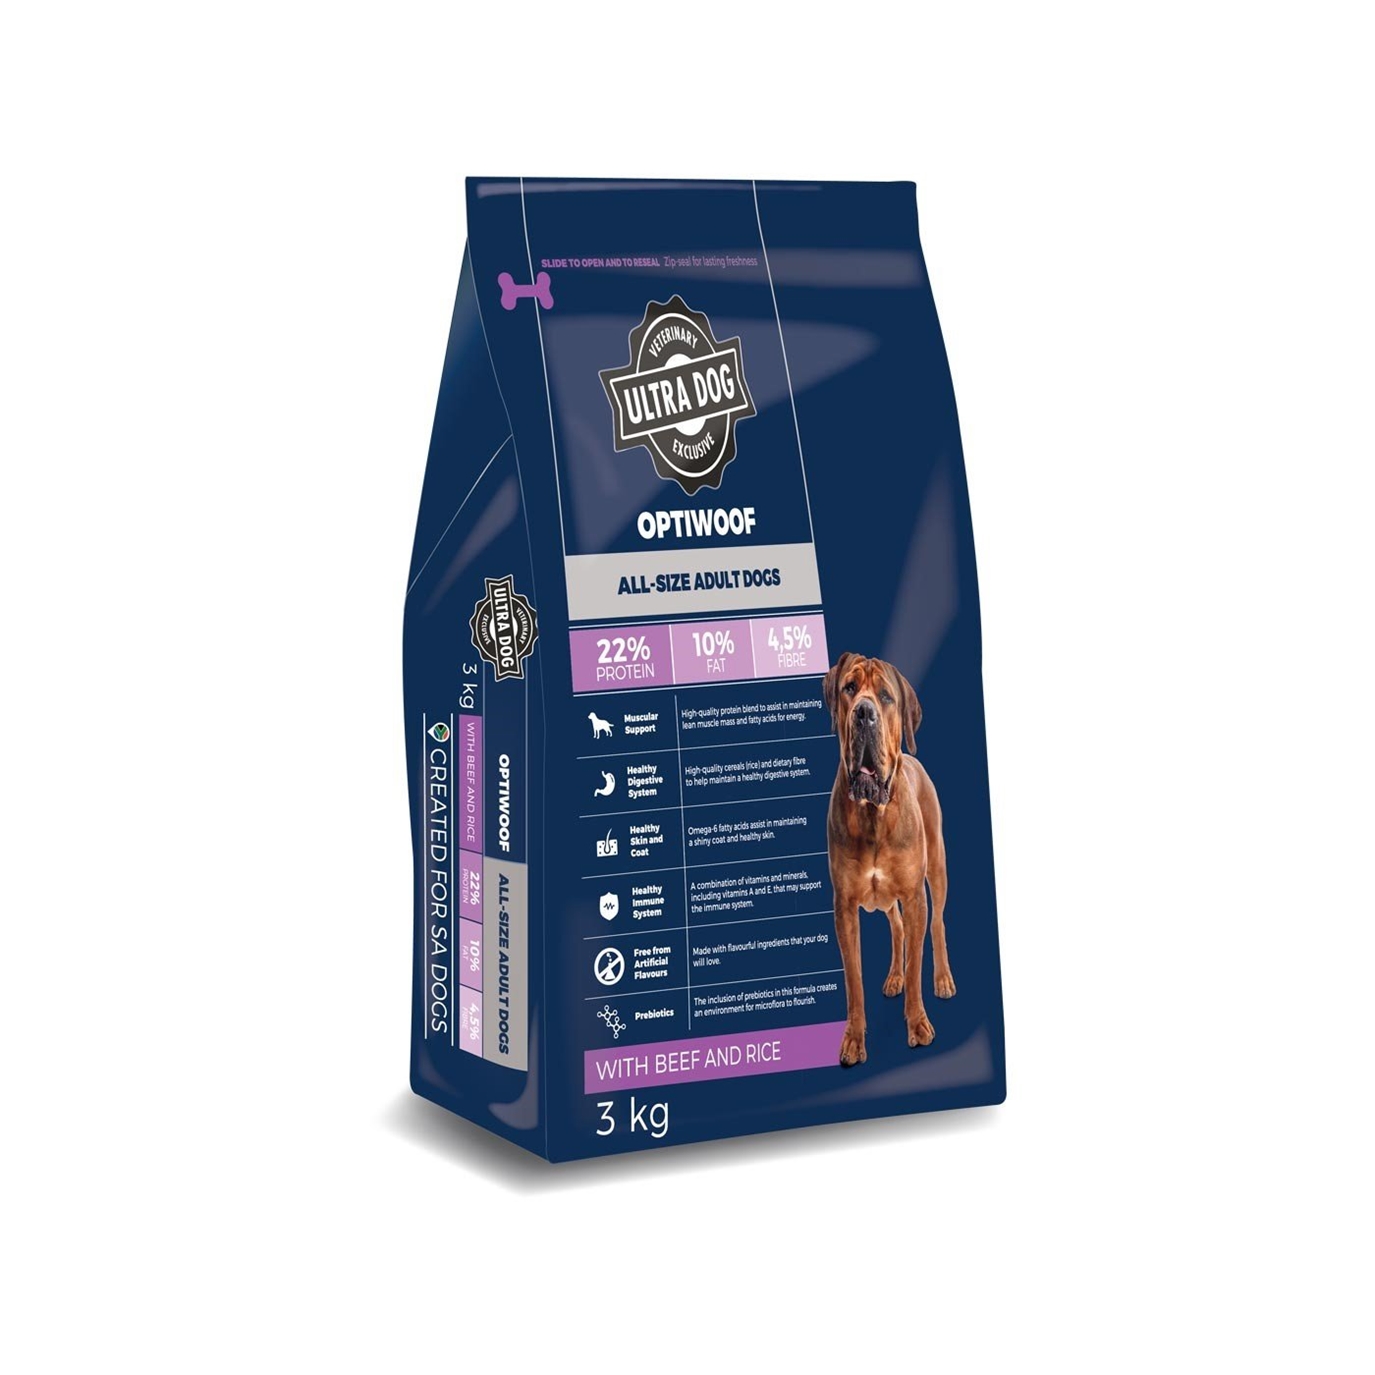 SLIDE TO OPEN AND TO RESEAL Zip-seal for lasting freshness
VETERINARY
ULTRA DOG
EXCLUSIVE
OPTIWOOF
ALL-SIZE ADULT DOGS
22%
PROTEIN
10%
FAT
4,5%
FIBRE
Muscular
Support
High-quality protein blend to assist in maintaining
lean muscle mass and fatty acids for energy.
Healthy
Digestive
System
High-quality cereals (rice) and dietary fibre
to help maintain a healthy digestive system.
Healthy
Skin and
Coat
Omega-6 fatty acids assist in maintaining
a shiny coat and healthy skin.
Healthy
Immune
System
A combination of vitamins and minerals,
including vitamins A and E, that may support
the immune system.
Free from
Artificial
Flavours
Made with flavourful ingredients that your dog
will love.
Prebiotics
The inclusion of prebiotics in this formula creates
an environment for microflora to flourish.
WITH BEEF AND RICE
3 kg
VETERINARY
ULTRA DOG
EXCLUSIVE
OPTIWOOF
ALL-SIZE ADULT DOGS
3 kg
WITH BEEF AND RICE
22%
PROTEIN
10%
FAT
4,5%
FIBRE
CREATED FOR SA DOGS